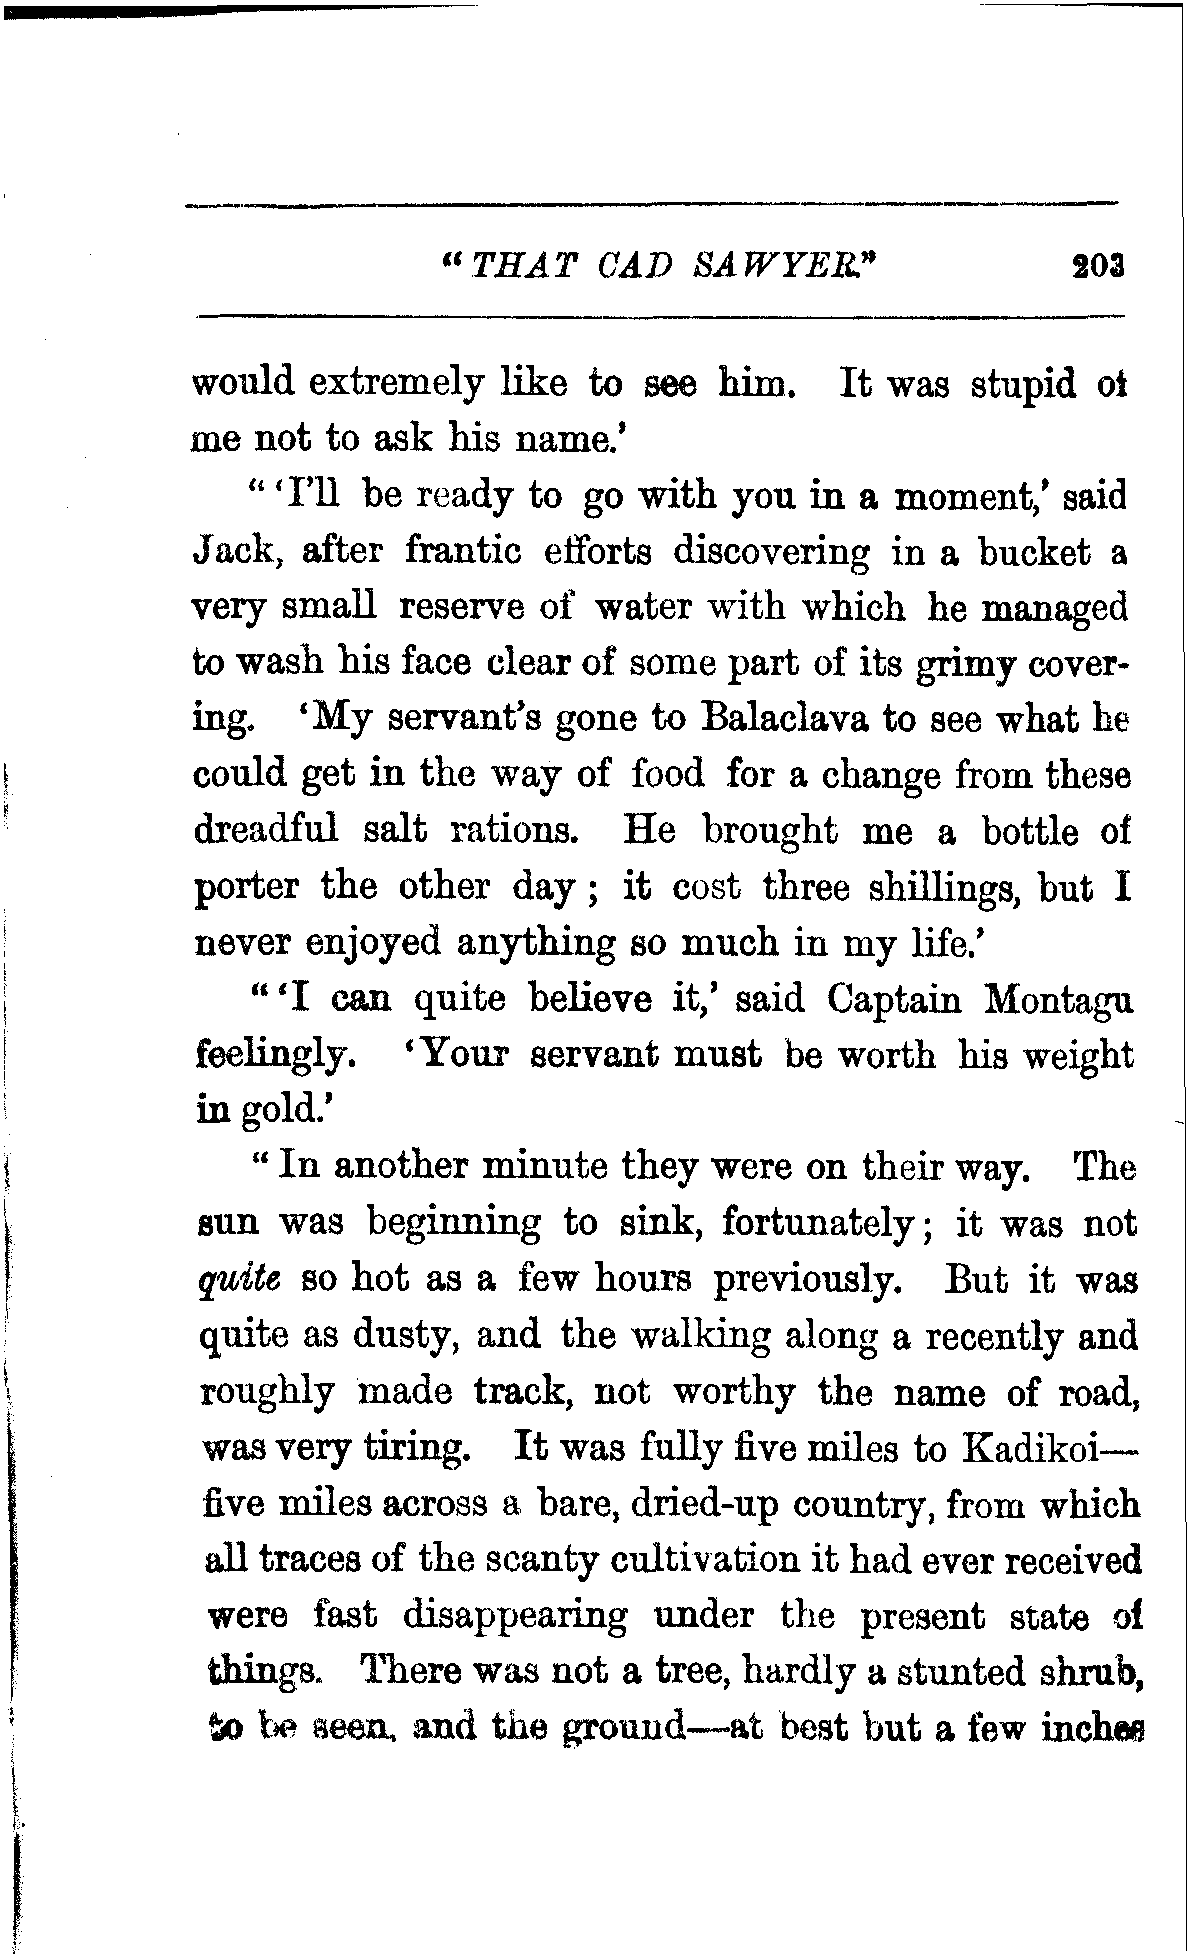 "THAT CAD SAWYER." 203
would extremely like to see him. It was stupid of
me not to ask his name.'
"'I'll be ready to go with you in a moment,' said
Jack, after frantic efforts discovering in a bucket a
very small reserve of water with which he managed
to wash his face clear of some part of its grimy cover-
ing. 'My servant's gone to Balaclava to see what he
could get in the way of food for a change from these
dreadful salt rations. He brought me a bottle of
porter the other day; it cost three shillings, but I
never enjoyed anything so much in my life.'
"'I can quite believe it,' said Captain Montagu
feelingly. 'Your servant must be worth his weight
in gold.'
"In another minute they were on their way. The
sun was beginning to sink, fortunately; it was not
quite so hot as a few hours previously. But it was
quite as dusty, and the walking along a recently and
roughly made track, not worthy the name of road,
was very tiring. It was fully five miles to Kadikoi—
five miles across a bare, dried-up country, from which
all traces of the scanty cultivation it had ever received
were fast disappearing under the present state of
things. There was not a tree, hardly a stunted shrub,
to be seen, and the ground—at best but a few inches